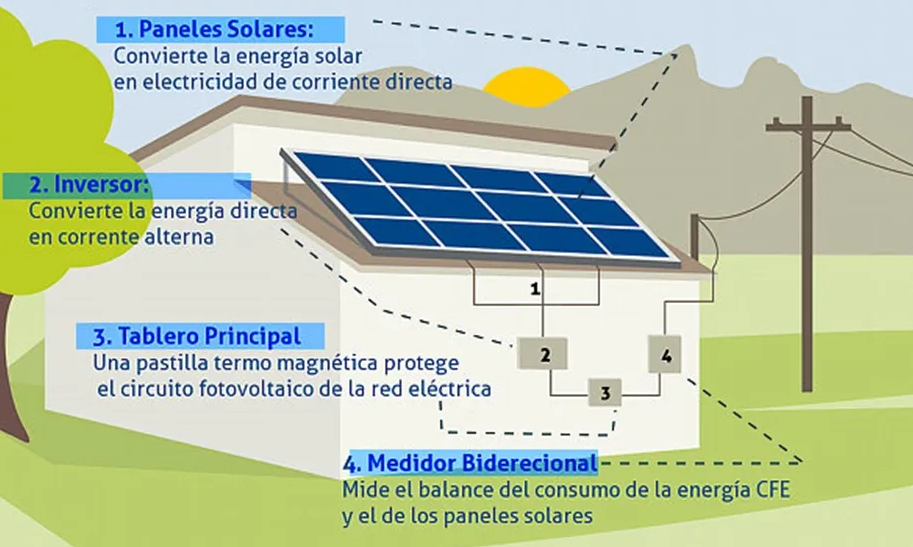 1. Paneles Solares:
Convierte la energía solar
en electricidad de corriente directa
2. Inversor:
Convierte la energía directa
en corrente alterna
1
2
4
3
3. Tablero Principal
Una pastilla termo magnética protege
el circuito fotovoltaico de la red eléctrica
4. Medidor Biderecional
Mide el balance del consumo de la energía CFE
y el de los paneles solares